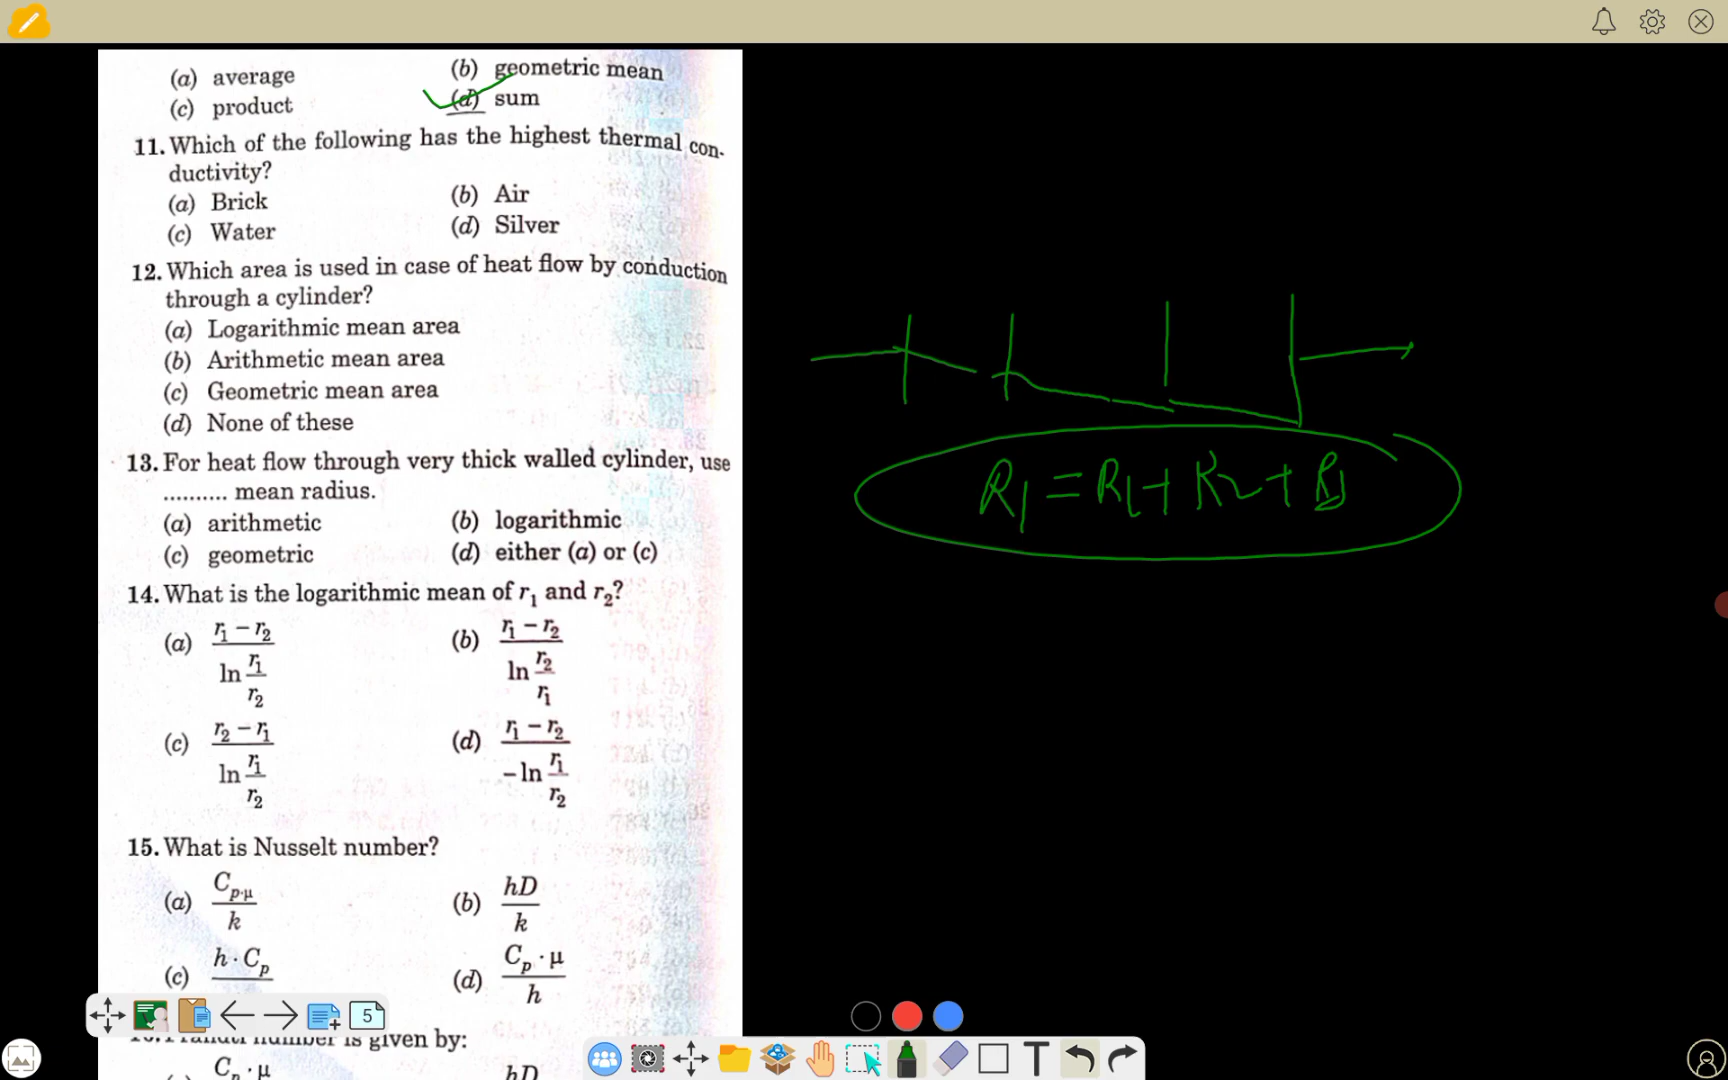 (a) average (b) geometric mean
(c) product (d) sum
11. Which of the following has the highest thermal con-
ductivity?
(a) Brick (b) Air
(c) Water (d) Silver
12. Which area is used in case of heat flow by conduction
through a cylinder?
(a) Logarithmic mean area
(b) Arithmetic mean area
(c) Geometric mean area
(d) None of these
13. For heat flow through very thick walled cylinder, use
.......... mean radius.
(a) arithmetic (b) logarithmic
(c) geometric (d) either (a) or (c)
14. What is the logarithmic mean of r₁ and r₂?
(a) (r₁ − r₂) / (ln r₁/r₂) (b) (r₁ − r₂) / (ln r₂/r₁)
(c) (r₂ − r₁) / (ln r₁/r₂) (d) (r₁ − r₂) / (−ln r₁/r₂)
15. What is Nusselt number?
(a) C_p·μ / k (b) hD / k
(c) h · C_p (d) C_p · μ / h
number is given by:
C_p · μ hD
R₁ = R₁ + R₂ + R₃
5
T